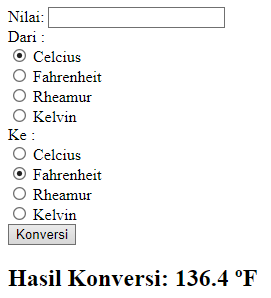 Nilai:
Dari :
Celcius
Fahrenheit
Rheamur
Kelvin
Ke :
Celcius
Fahrenheit
Rheamur
Kelvin
Konversi
Hasil Konversi: 136.4 ºF